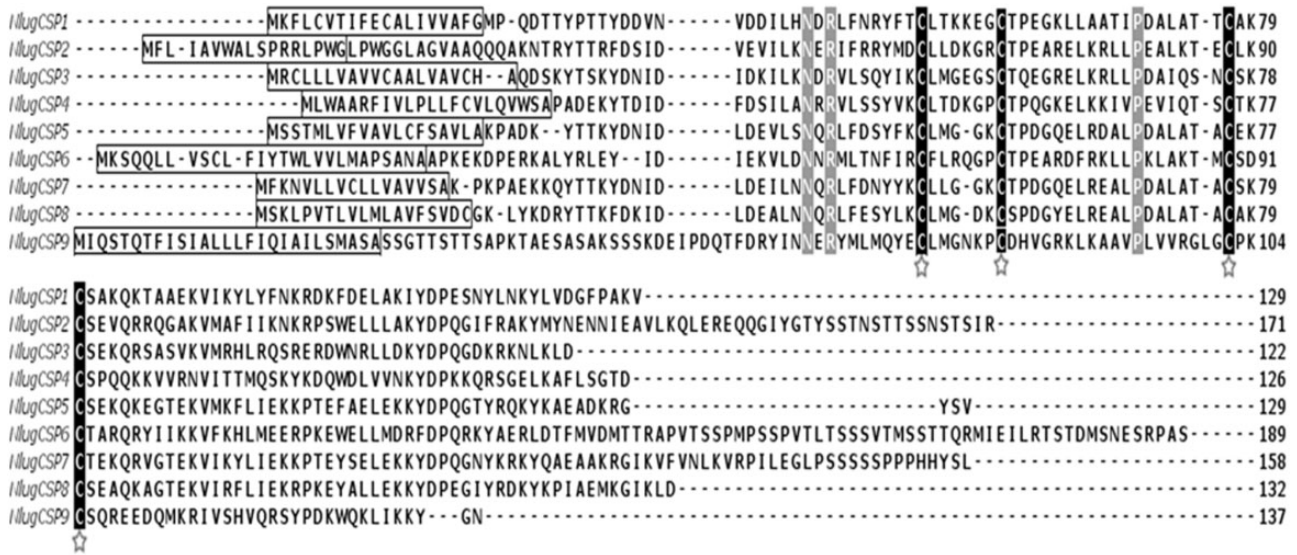 NlugCSP1 ----------------MKFLCVTIFECALIVVAFGMP-QDTTYPTTYDDVN------VDDILHNDRLFNRYFTCLTKKEGCTPEGKLLAATIPDALAT-TCAK79
NlugCSP2 ------MFL-IAVWALSPRRLPWGLPWGGLAGVAAQQQAKNTRYTTRFDSID------VEVILKNERIFRRYMDCLLDKGRCTPEARELKRLLPEALKT-ECLK90
NlugCSP3 ----------------MRCLLLVAVVCAALVAVCH--AQDSKYTSKYDNID------IDKILKNDRVLSQYIKCLMGEGSCTQEGRELKRLLPDAIQS-NCSK78
NlugCSP4 -------------------MLWAARFIVLPLLFCVLQVWSAPADEKYTDID------FDSILANRRVLSSYVKCLTDKGPCTPQGKELKKIVPEVIQT-SCTK77
NlugCSP5 ----------------MSSTMLVFVAVLCFSAVLAKPADK--YTTKYDNID------LDEVLSNQRLFDSYFKCLMG-GKCTPDGQELRDALPDALAT-ACEK77
NlugCSP6 --MKSQQLL-VSCL-FIYTWLVVLMAPSANAAPKEKDPERKALYRLEY--ID------IEKVLDNNRMLTNFIRCFLRQGPCTPEARDFRKLLPKLAKT-MCSD91
NlugCSP7 ---------------MFKNVLLVCLLVAVVSAK-PKPAEKKQYTTKYDNID------LDEILNNQRLFDNYYKCLLG-GKCTPDGQELREALPDALAT-ACSK79
NlugCSP8 ---------------MSKLPVTLVLMLAVFSVDCGK-LYKDRYTTKFDKID------LDEALNNQRLFESYLKCLMG-DKCSPDGYELREALPDALAT-ACAK79
NlugCSP9 MIQSTQTFISIALLLFIQIAILSMASASSGTTSTTSAPKTAESASAKSSSKDEIPDQTFDRYINNERYMLMQYECLMGNKPCDHVGRKLKAAVPLVVRGLGCPK104
NlugCSP1 CSAKQKTAAEKVIKYLYFNKRDKFDELAKIYDPESNYLNKYLVDGFPAKV------------------------------------------------------129
NlugCSP2 CSEVQRRQGAKVMAFIIKNKRPSWELLLAKYDPQGIFRAKYMYNENNIEAVLKQLEREQQGIYGTYSSTNSTTSSNSTSIR-----------------------171
NlugCSP3 CSEKQRSASVKVMRHLRQSRERDWNRLLDKYDPQGDKRKNLKLD------------------------------------------------------------122
NlugCSP4 CSPQQKKVVRNVITTMQSKYKDQWDLVVNKYDPKKQRSGELKAFLSGTD-------------------------------------------------------126
NlugCSP5 CSEKQKEGTEKVMKFLIEKKPTEFAELEKKYDPQGTYRQKYKAEADKRG---------------------------YSV-------------------------129
NlugCSP6 CTARQRYIIKKVFKHLMEERPKEWELLMDRFDPQRKYAERLDTFMVDMTTRAPVTSSPMPSSPVTLTSSSVTMSSTTQRMIEILRTSTDMSNESRPAS------189
NlugCSP7 CTEKQRVGTEKVIKYLIEKKPTEYSELEKKYDPQGNYKRKYQAEAAKRGIKVFVNLKVRPILEGLPSSSSSPPPHHYSL-------------------------158
NlugCSP8 CSEAQKAGTEKVIRFLIEKRPKEYALLEKKYDPEGIYRDKYKPIAEMKGIKLD---------------------------------------------------132
NlugCSP9 CSQREEDQMKRIVSHVQRSYPDKWQKLIKKY---GN--------------------------------------------------------------------137